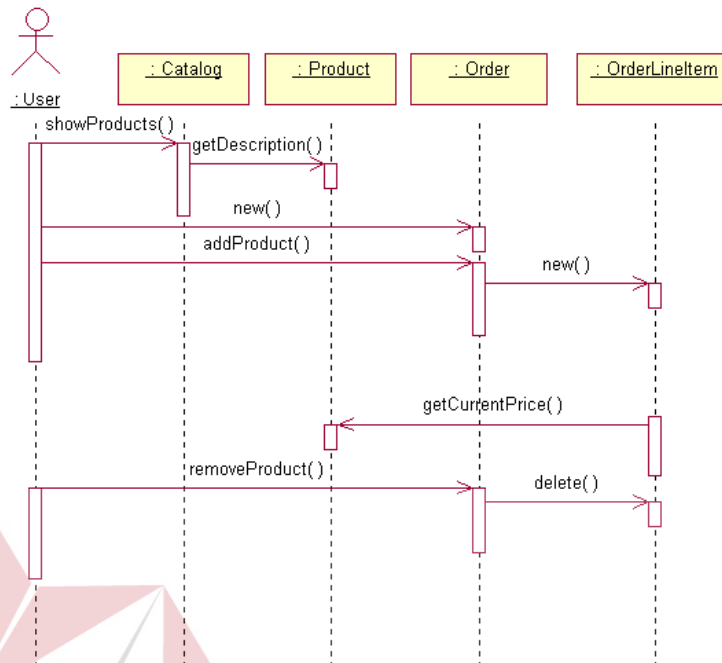 : User
: Catalog
: Product
: Order
: OrderLineItem
showProducts( )
getDescription( )
new( )
addProduct( )
new( )
getCurrentPrice( )
removeProduct( )
delete( )